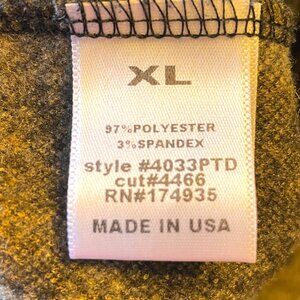 XL
97%POLYESTER
3%SPANDEX
style #4033PTD
cut#4466
RN#174935
MADE IN USA